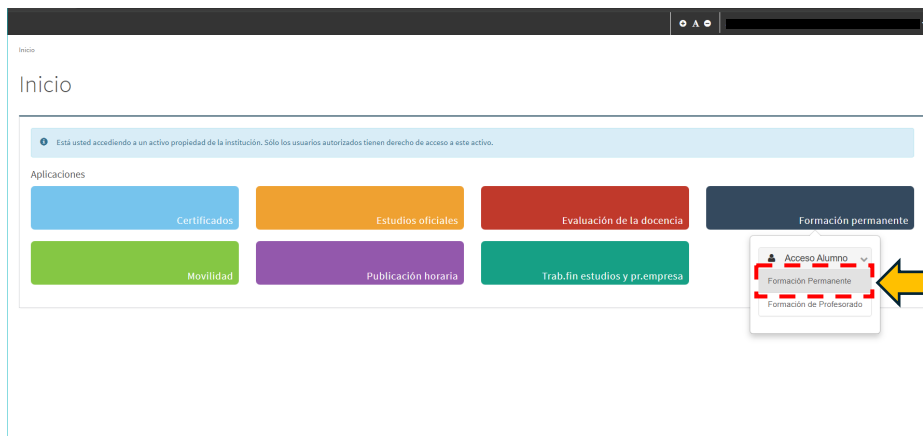 A
Inicio
Inicio
Está usted accediendo a un activo propiedad de la institución. Sólo los usuarios autorizados tienen derecho de acceso a este activo.
Aplicaciones
Certificados
Estudios oficiales
Evaluación de la docencia
Formación permanente
Movilidad
Publicación horaria
Trab.fin estudios y pr.empresa
Acceso Alumno
Formación Permanente
Formación de Profesorado